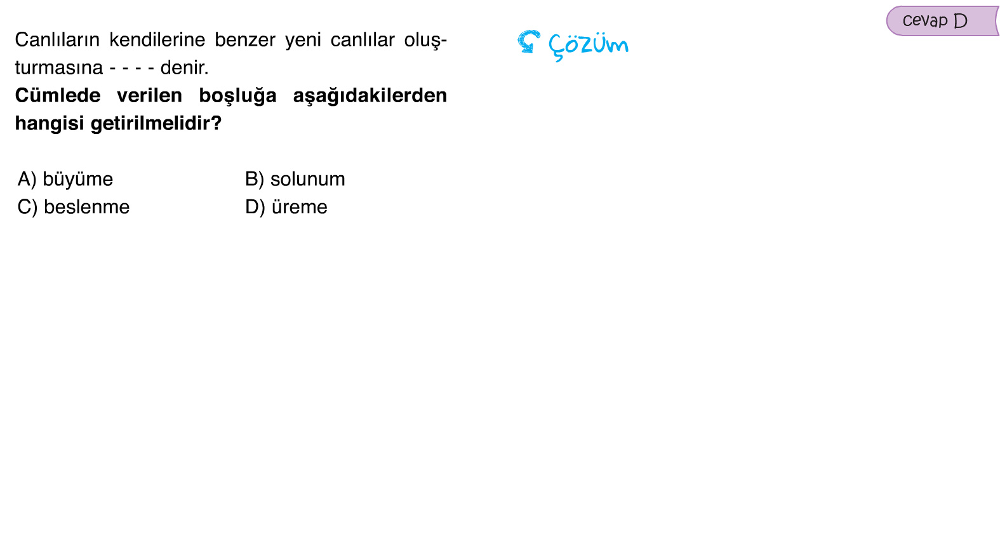 cevap D
Canlıların kendilerine benzer yeni canlılar oluş-
turmasına - - - - denir.
Cümlede verilen boşluğa aşağıdakilerden
hangisi getirilmelidir?
A) büyüme B) solunum
C) beslenme D) üreme
Çözüm